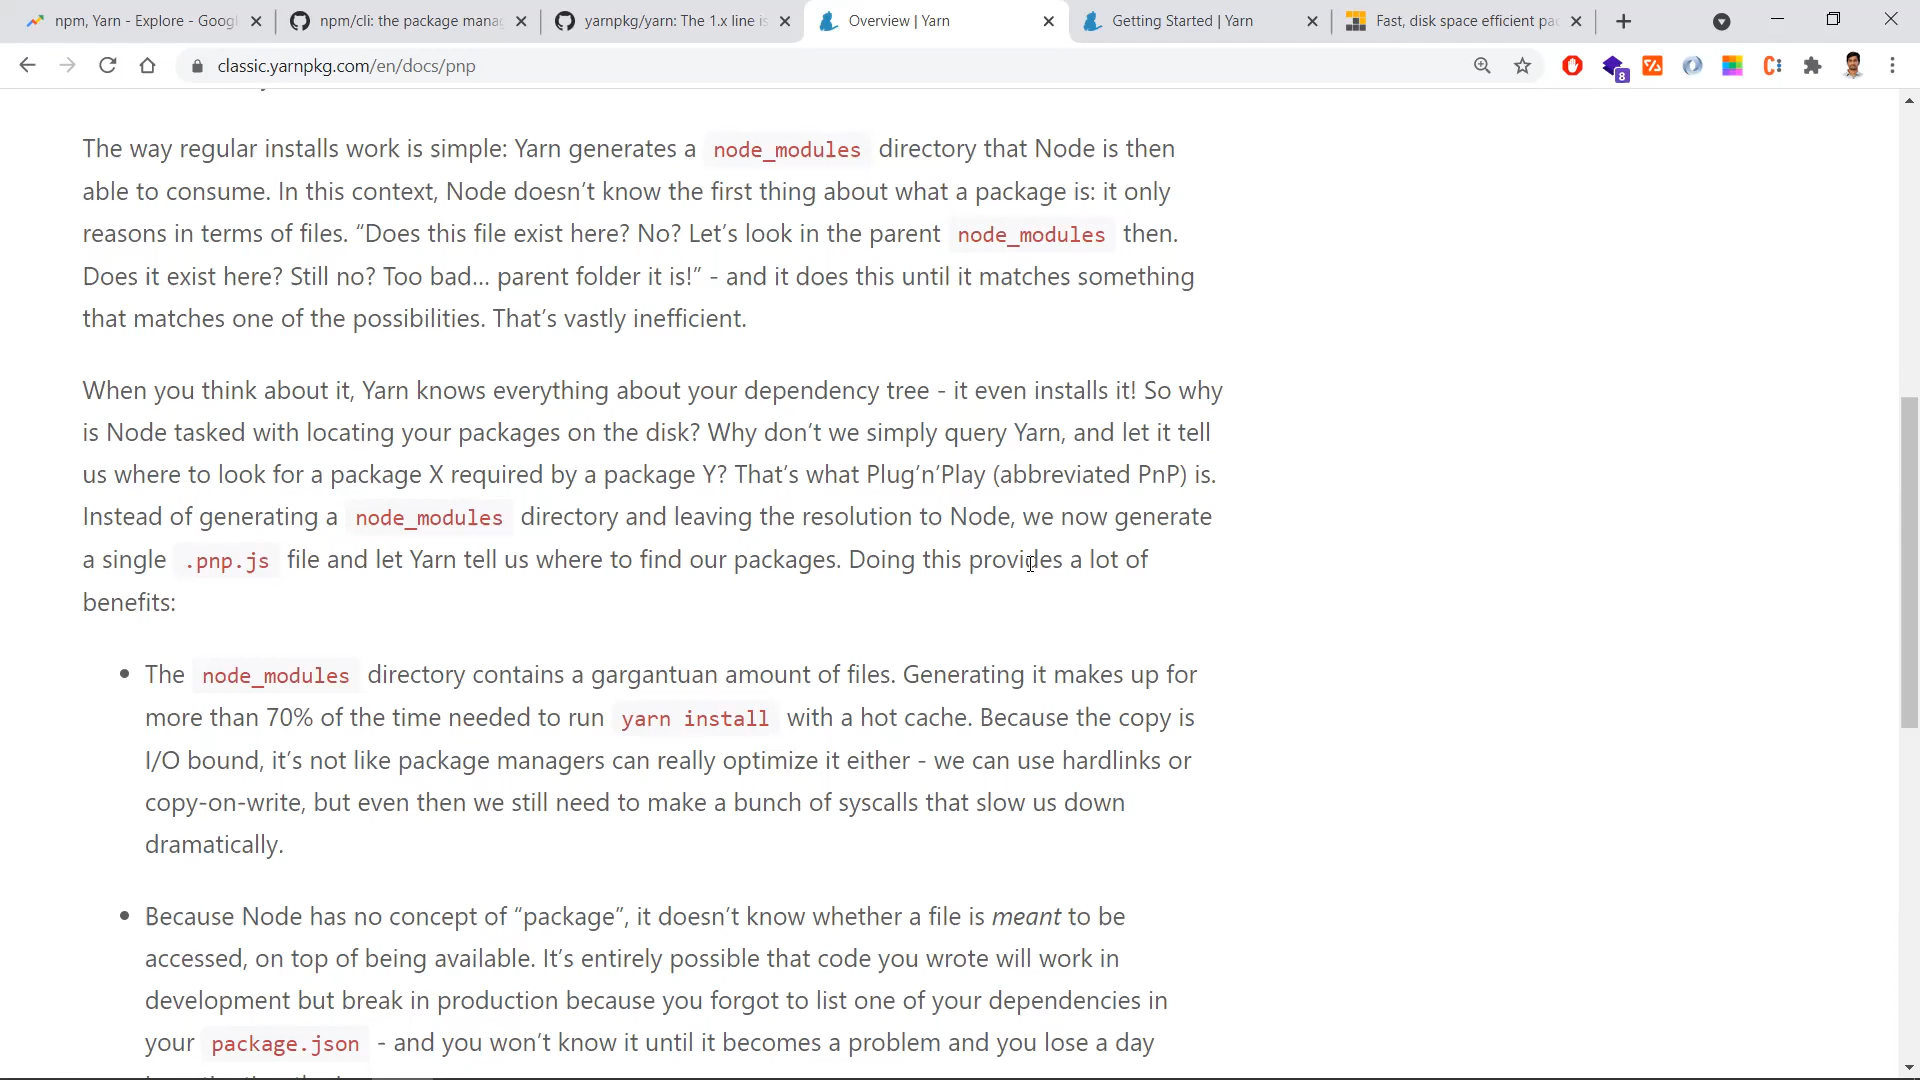 npm, Yarn - Explore - Googl
npm/cli: the package manag
yarnpkg/yarn: The 1.x line is
Overview | Yarn
Getting Started | Yarn
Fast, disk space efficient pac
classic.yarnpkg.com/en/docs/pnp
8
The way regular installs work is simple: Yarn generates a node_modules directory that Node is then
able to consume. In this context, Node doesn’t know the first thing about what a package is: it only
reasons in terms of files. “Does this file exist here? No? Let’s look in the parent node_modules then.
Does it exist here? Still no? Too bad… parent folder it is!” - and it does this until it matches something
that matches one of the possibilities. That’s vastly inefficient.
When you think about it, Yarn knows everything about your dependency tree - it even installs it! So why
is Node tasked with locating your packages on the disk? Why don’t we simply query Yarn, and let it tell
us where to look for a package X required by a package Y? That’s what Plug’n’Play (abbreviated PnP) is.
Instead of generating a node_modules directory and leaving the resolution to Node, we now generate
a single .pnp.js file and let Yarn tell us where to find our packages. Doing this provides a lot of
benefits:
• The node_modules directory contains a gargantuan amount of files. Generating it makes up for
more than 70% of the time needed to run yarn install with a hot cache. Because the copy is
I/O bound, it’s not like package managers can really optimize it either - we can use hardlinks or
copy-on-write, but even then we still need to make a bunch of syscalls that slow us down
dramatically.
• Because Node has no concept of “package”, it doesn’t know whether a file is meant to be
accessed, on top of being available. It’s entirely possible that code you wrote will work in
development but break in production because you forgot to list one of your dependencies in
your package.json - and you won’t know it until it becomes a problem and you lose a day